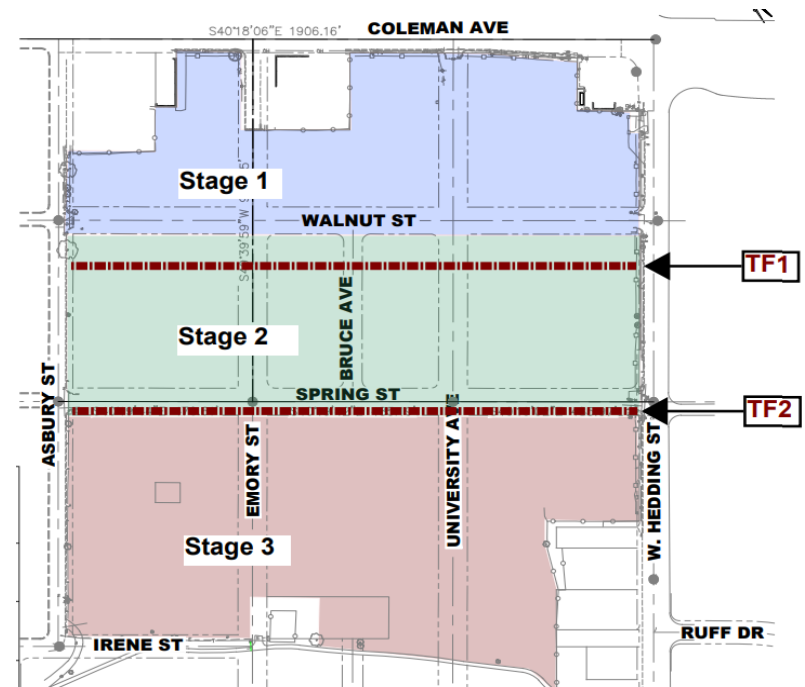 S40°18'06"E 1906.16'
COLEMAN AVE
Stage 1
WALNUT ST
TF1
Stage 2
BRUCE AVE
SPRING ST
TF2
ASBURY ST
EMORY ST
UNIVERSITY AVE
W. HEDDING ST
Stage 3
IRENE ST
RUFF DR